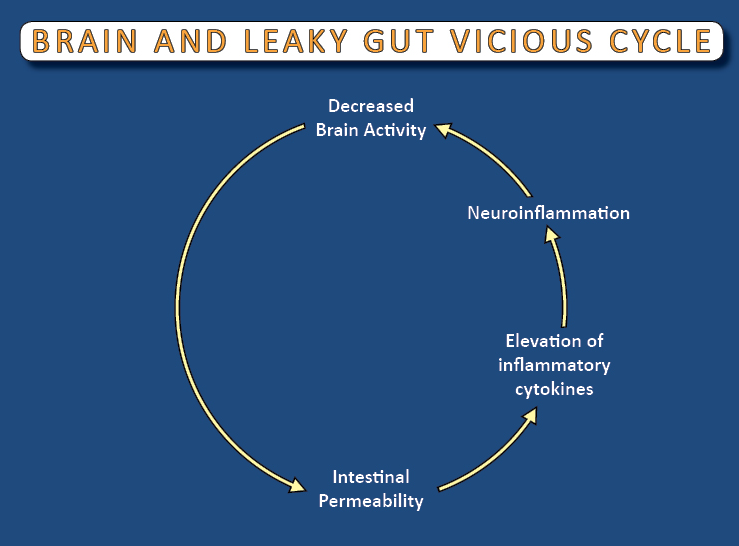 BRAIN AND LEAKY GUT VICIOUS CYCLE
Decreased
Brain Activity
Neuroinflammation
Elevation of
inflammatory
cytokines
Intestinal
Permeability